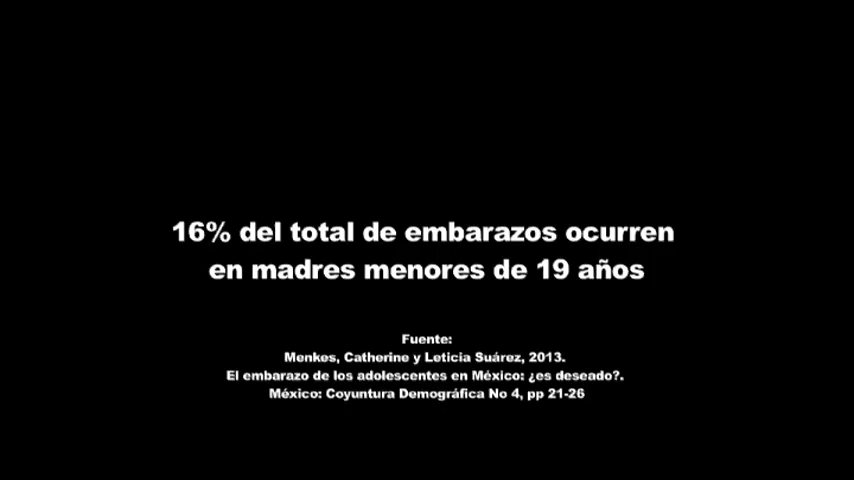 16% del total de embarazos ocurren
en madres menores de 19 años
Fuente:
Menkes, Catherine y Leticia Suárez, 2013.
El embarazo de los adolescentes en México: ¿es deseado?.
México: Coyuntura Demográfica No 4, pp 21-26